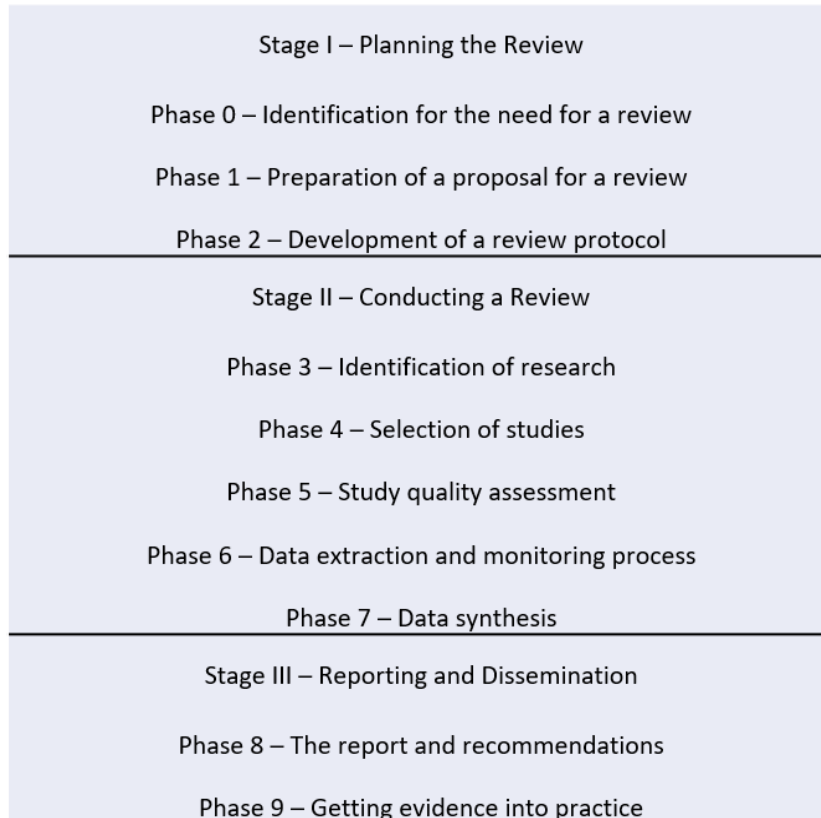 Stage I – Planning the Review
Phase 0 – Identification for the need for a review
Phase 1 – Preparation of a proposal for a review
Phase 2 – Development of a review protocol
Stage II – Conducting a Review
Phase 3 – Identification of research
Phase 4 – Selection of studies
Phase 5 – Study quality assessment
Phase 6 – Data extraction and monitoring process
Phase 7 – Data synthesis
Stage III – Reporting and Dissemination
Phase 8 – The report and recommendations
Phase 9 – Getting evidence into practice